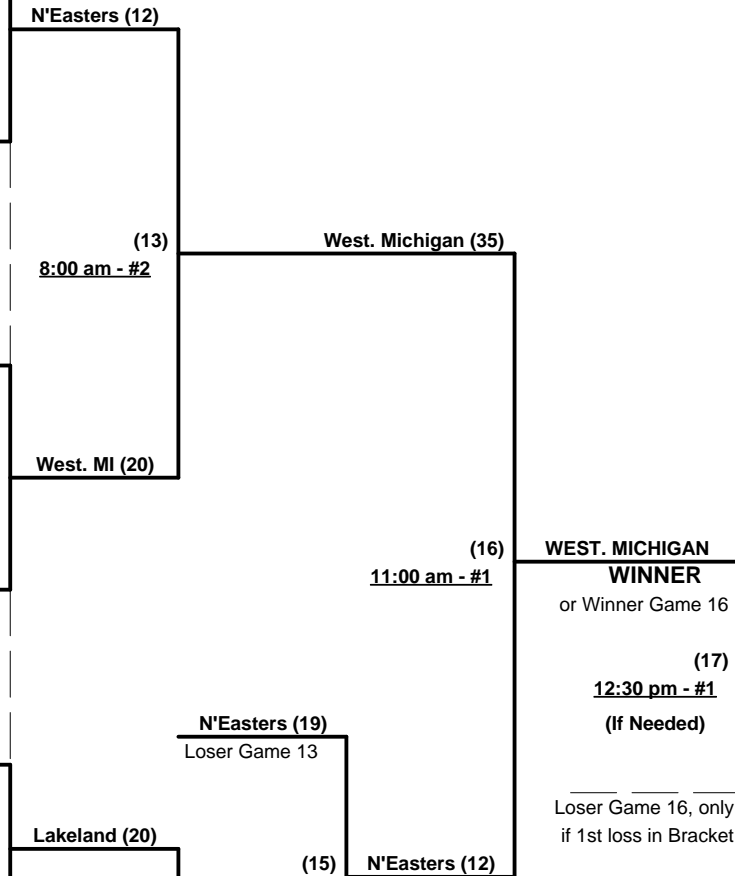 N'Easters (12)
(13)
8:00 am - #2
West. Michigan (35)
West. MI (20)
(16)
11:00 am - #1
WEST. MICHIGAN
WINNER
or Winner Game 16
(17)
12:30 pm - #1
(If Needed)
N'Easters (19)
Loser Game 13
Loser Game 16, only
if 1st loss in Bracket
Lakeland (20)
(15)
N'Easters (12)